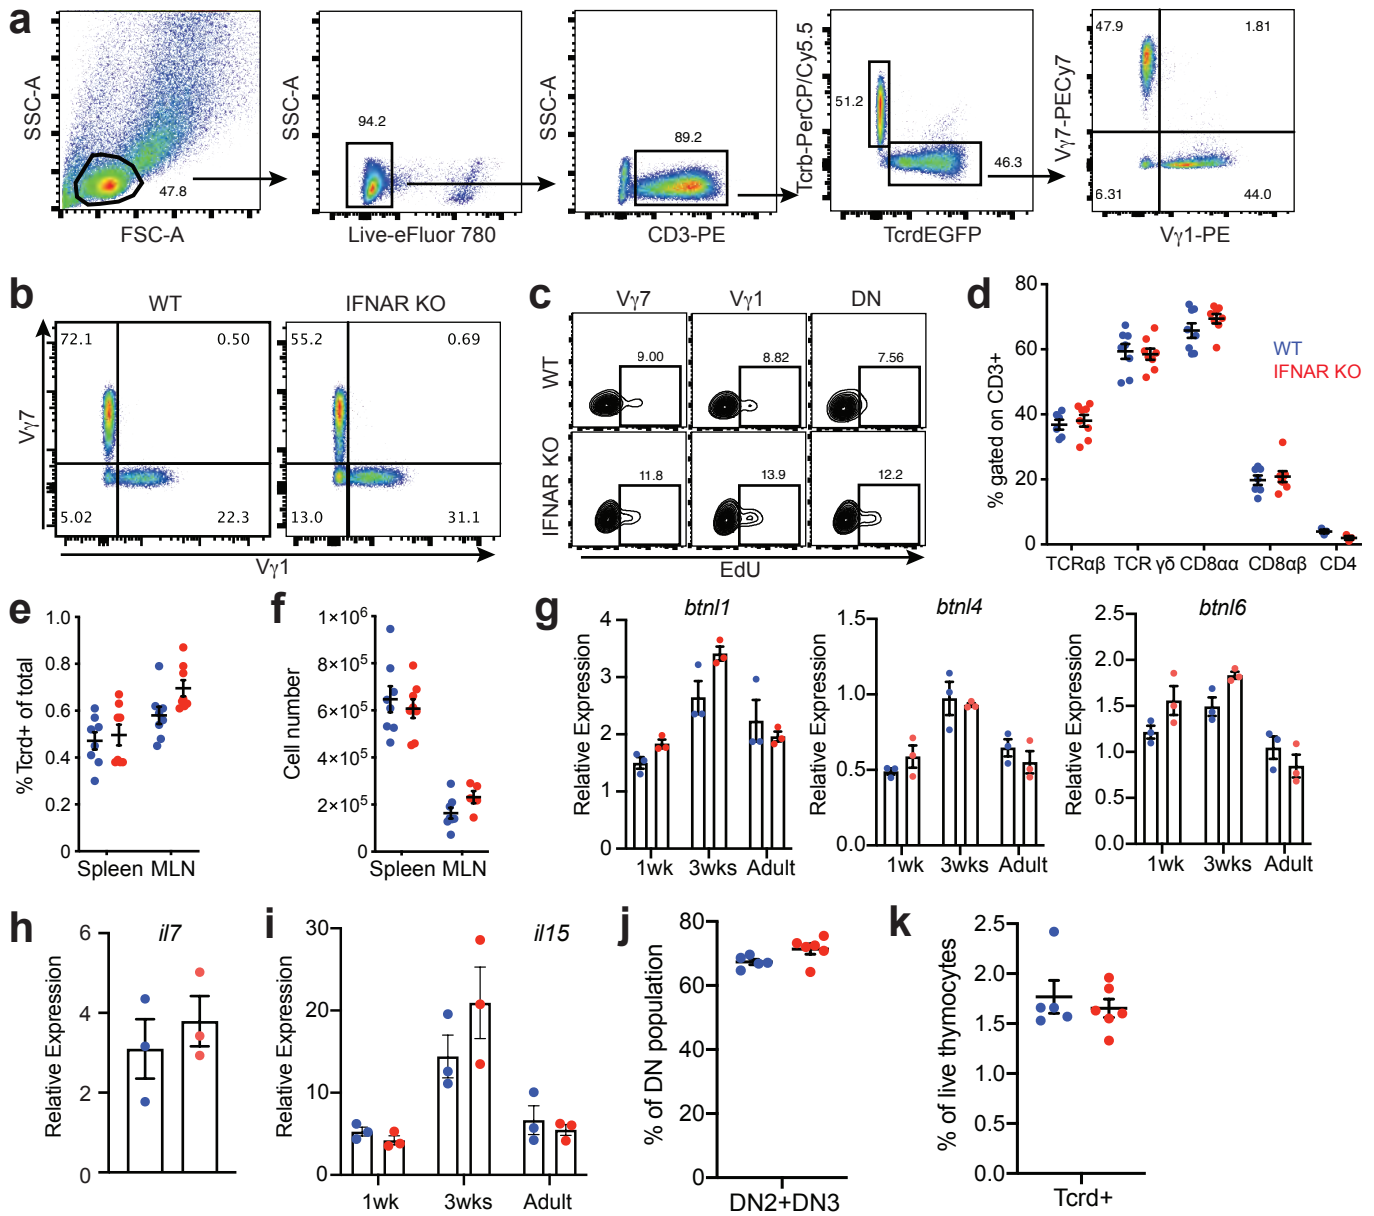 a
SSC-A
47.8
FSC-A
SSC-A
94.2
Live-eFluor 780
SSC-A
89.2
CD3-PE
Tcrb-PerCP/Cy5.5
51.2
46.3
TcrdEGFP
Vγ7-PECy7
47.9
1.81
6.31
44.0
Vγ1-PE
b
WT
IFNAR KO
Vγ7
72.1
0.50
5.02
22.3
55.2
0.69
13.0
31.1
Vγ1
c
Vγ7
Vγ1
DN
WT
9.00
8.82
7.56
IFNAR KO
11.8
13.9
12.2
EdU
d
% gated on CD3+
80
60
40
20
0
WT
IFNAR KO
TCRαβ
TCR γδ
CD8αα
CD8αβ
CD4
e
% Tcrd+ of total
1.0
0.8
0.6
0.4
0.2
0
Spleen
MLN
f
Cell number
1×10⁶
8×10⁵
6×10⁵
4×10⁵
2×10⁵
0
Spleen
MLN
g
btnl1
Relative Expression
4
3
2
1
0
1wk
3wks
Adult
btnl4
Relative Expression
1.5
1.0
0.5
0.0
1wk
3wks
Adult
btnl6
Relative Expression
2.5
2.0
1.5
1.0
0.5
0.0
1wk
3wks
Adult
h
il7
Relative Expression
6
4
2
0
i
il15
Relative Expression
30
20
10
0
1wk
3wks
Adult
j
% of DN population
80
60
40
20
0
DN2+DN3
k
% of live thymocytes
2.5
2.0
1.5
1.0
0.5
0.0
Tcrd+